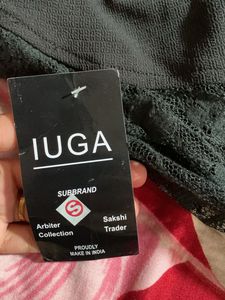 IUGA
SUBBRAND
S
Arbiter Sakshi
Collection Trader
PROUDLY
MAKE IN INDIA